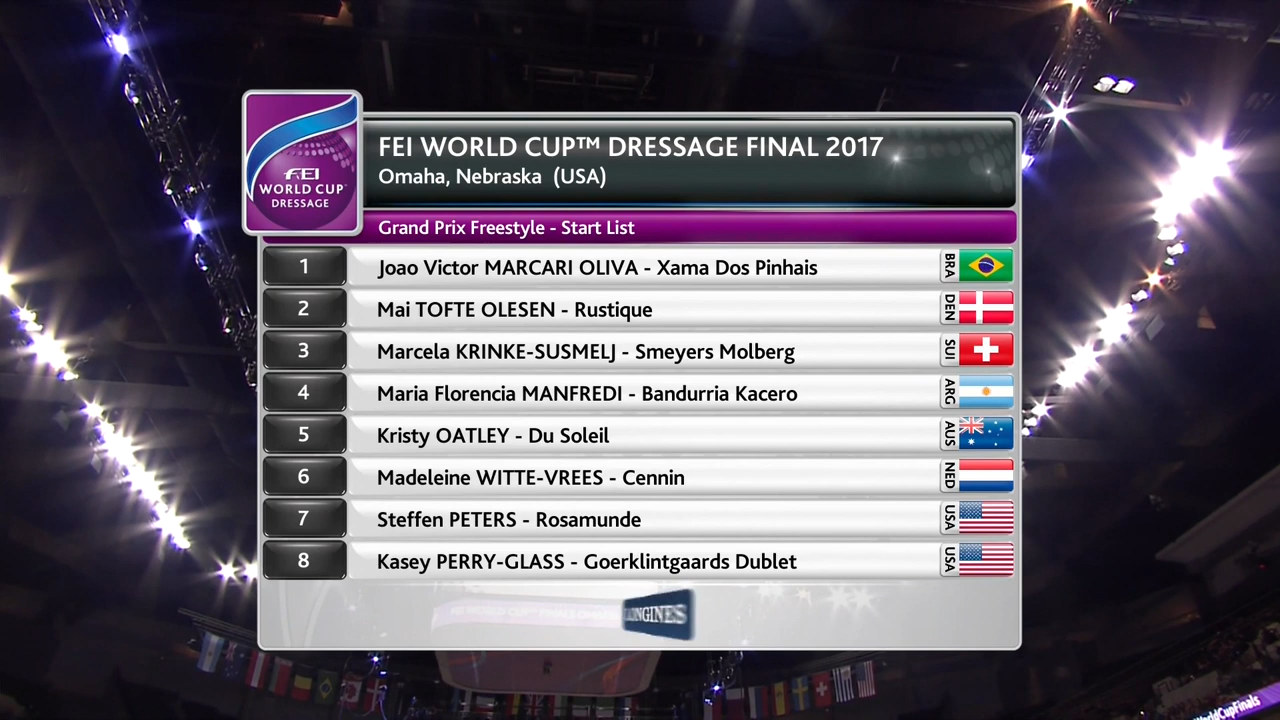 FEI
WORLD CUP™
DRESSAGE
FEI WORLD CUP™ DRESSAGE FINAL 2017
Omaha, Nebraska (USA)
Grand Prix Freestyle - Start List
1 Joao Victor MARCARI OLIVA - Xama Dos Pinhais BRA
2 Mai TOFTE OLESEN - Rustique DEN
3 Marcela KRINKE-SUSMELJ - Smeyers Molberg SUI
4 Maria Florencia MANFREDI - Bandurria Kacero ARG
5 Kristy OATLEY - Du Soleil AUS
6 Madeleine WITTE-VREES - Cennin NED
7 Steffen PETERS - Rosamunde USA
8 Kasey PERRY-GLASS - Goerklintgaards Dublet USA
LONGINES
WorldCupFinals